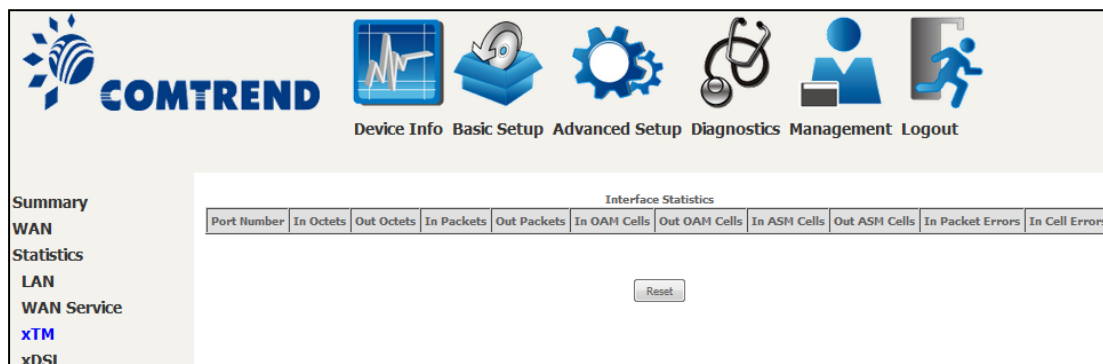 COMTREND
Device Info Basic Setup Advanced Setup Diagnostics Management Logout
Summary
WAN
Statistics
LAN
WAN Service
xTM
xDSL
Interface Statistics
Port Number In Octets Out Octets In Packets Out Packets In OAM Cells Out OAM Cells In ASM Cells Out ASM Cells In Packet Errors In Cell Errors
Reset